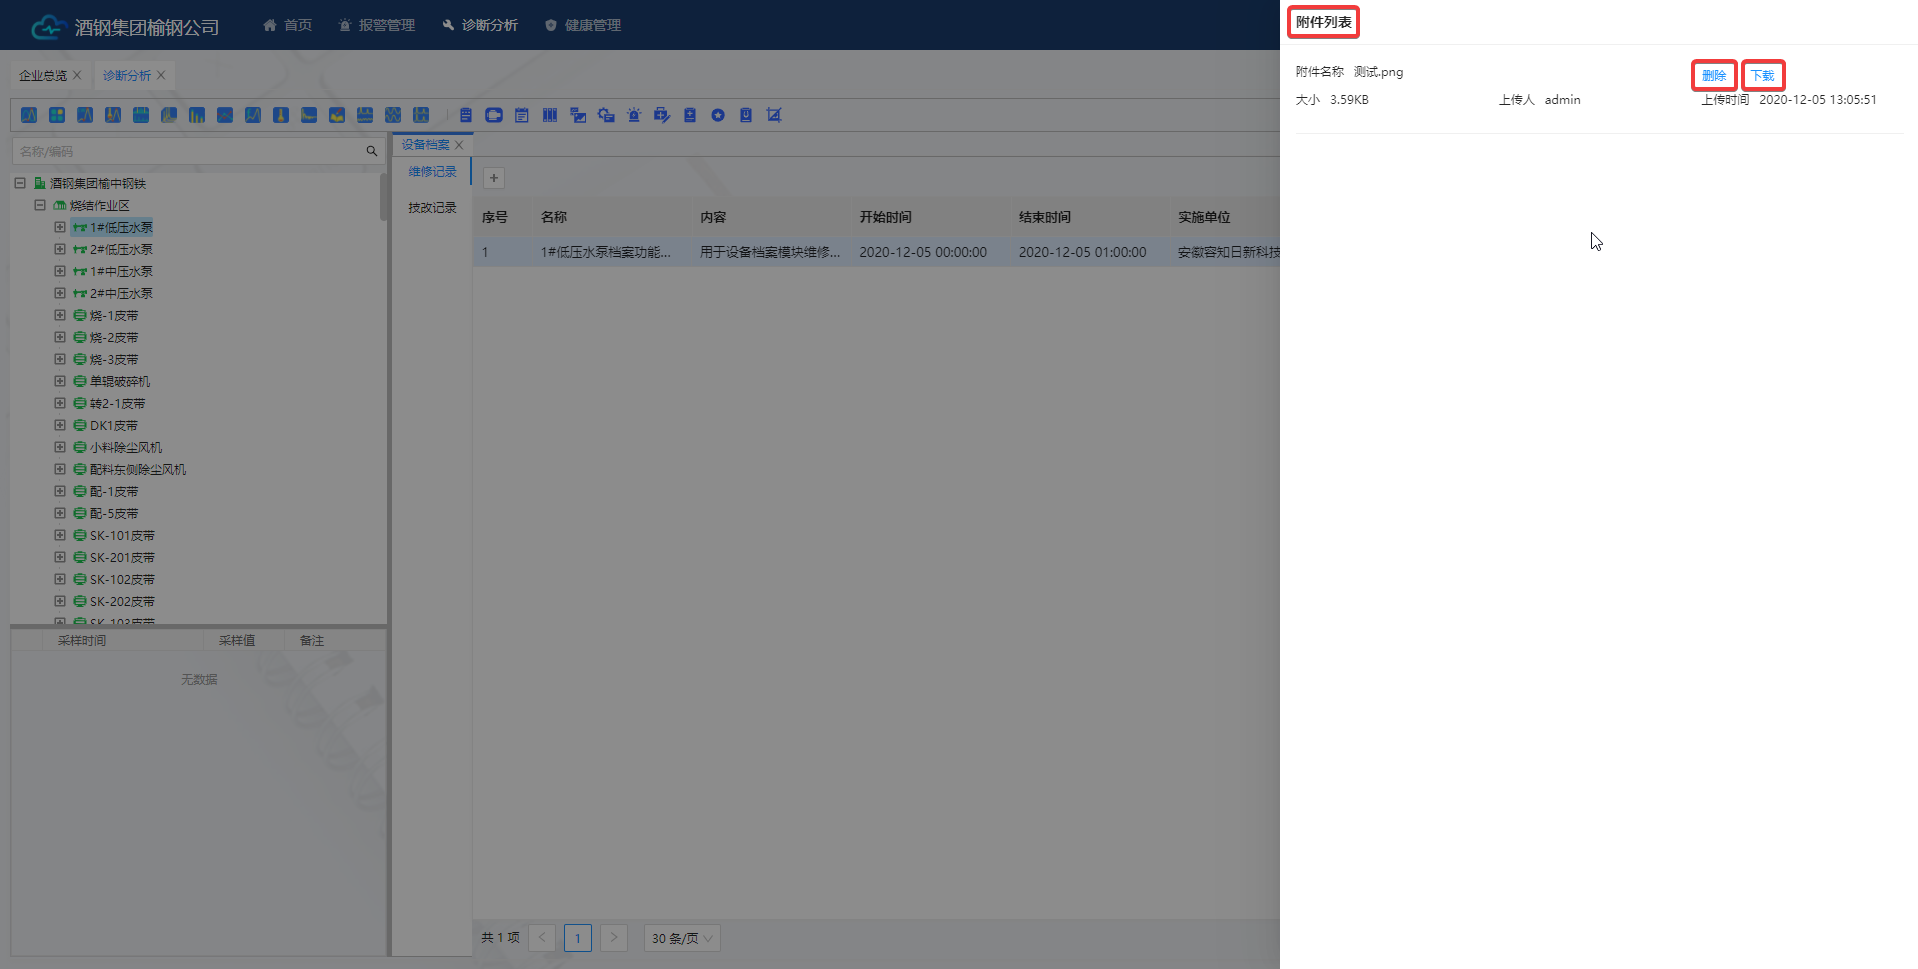 酒钢集团榆钢公司
首页
报警管理
诊断分析
健康管理
企业总览
诊断分析
名称/编码
酒钢集团榆中钢铁
烧结作业区
1#低压水泵
2#低压水泵
1#中压水泵
2#中压水泵
烧-1皮带
烧-2皮带
烧-3皮带
单辊破碎机
转2-1皮带
DK1皮带
小料除尘风机
配料东侧除尘风机
配-1皮带
配-5皮带
SK-101皮带
SK-201皮带
SK-102皮带
SK-202皮带
SK-103皮带
采样时间 采样值 备注
无数据
设备档案
维修记录
技改记录
序号 名称 内容 开始时间 结束时间 实施单位
1 1#低压水泵档案功能... 用于设备档案模块维修... 2020-12-05 00:00:00 2020-12-05 01:00:00 安徽容知日新科技
共 1 项 < 1 > 30 条/页
附件列表
附件名称 测试.png 删除 下载
大小 3.59KB 上传人 admin 上传时间 2020-12-05 13:05:51